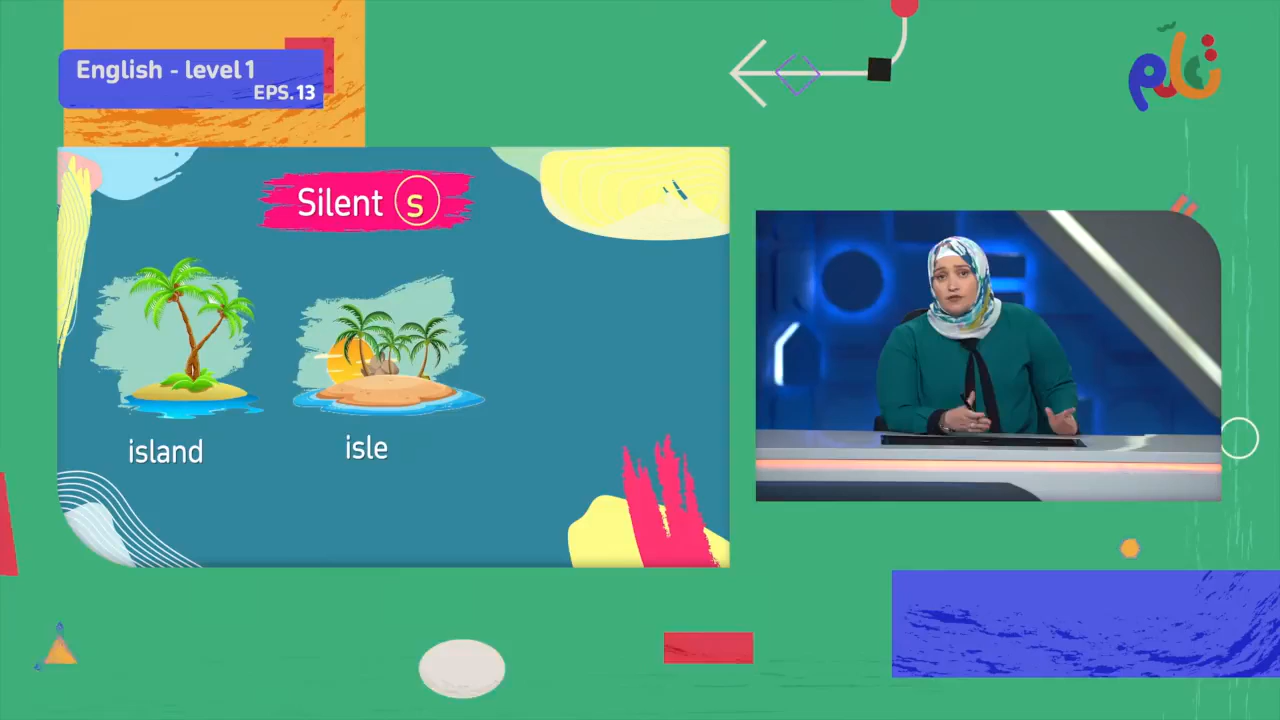 English - level 1
EPS.13
Silent s
island
isle